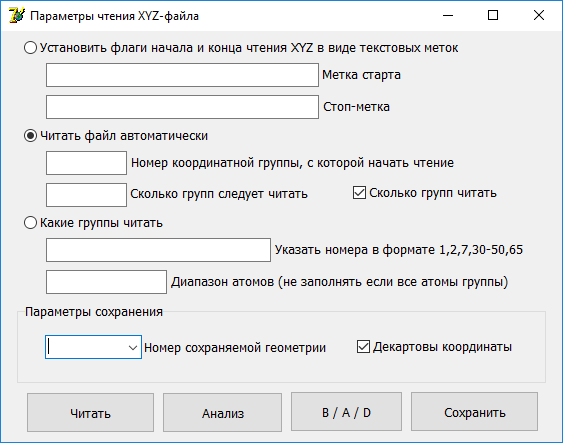 Параметры чтения XYZ-файла
Установить флаги начала и конца чтения XYZ в виде текстовых меток
Метка старта
Стоп-метка
Читать файл автоматически
Номер координатной группы, с которой начать чтение
Сколько групп следует читать Сколько групп читать
Какие группы читать
Указать номера в формате 1,2,7,30-50,65
Диапазон атомов (не заполнять если все атомы группы)
Параметры сохранения
Номер сохраняемой геометрии Декартовы координаты
Читать Анализ B / A / D Сохранить